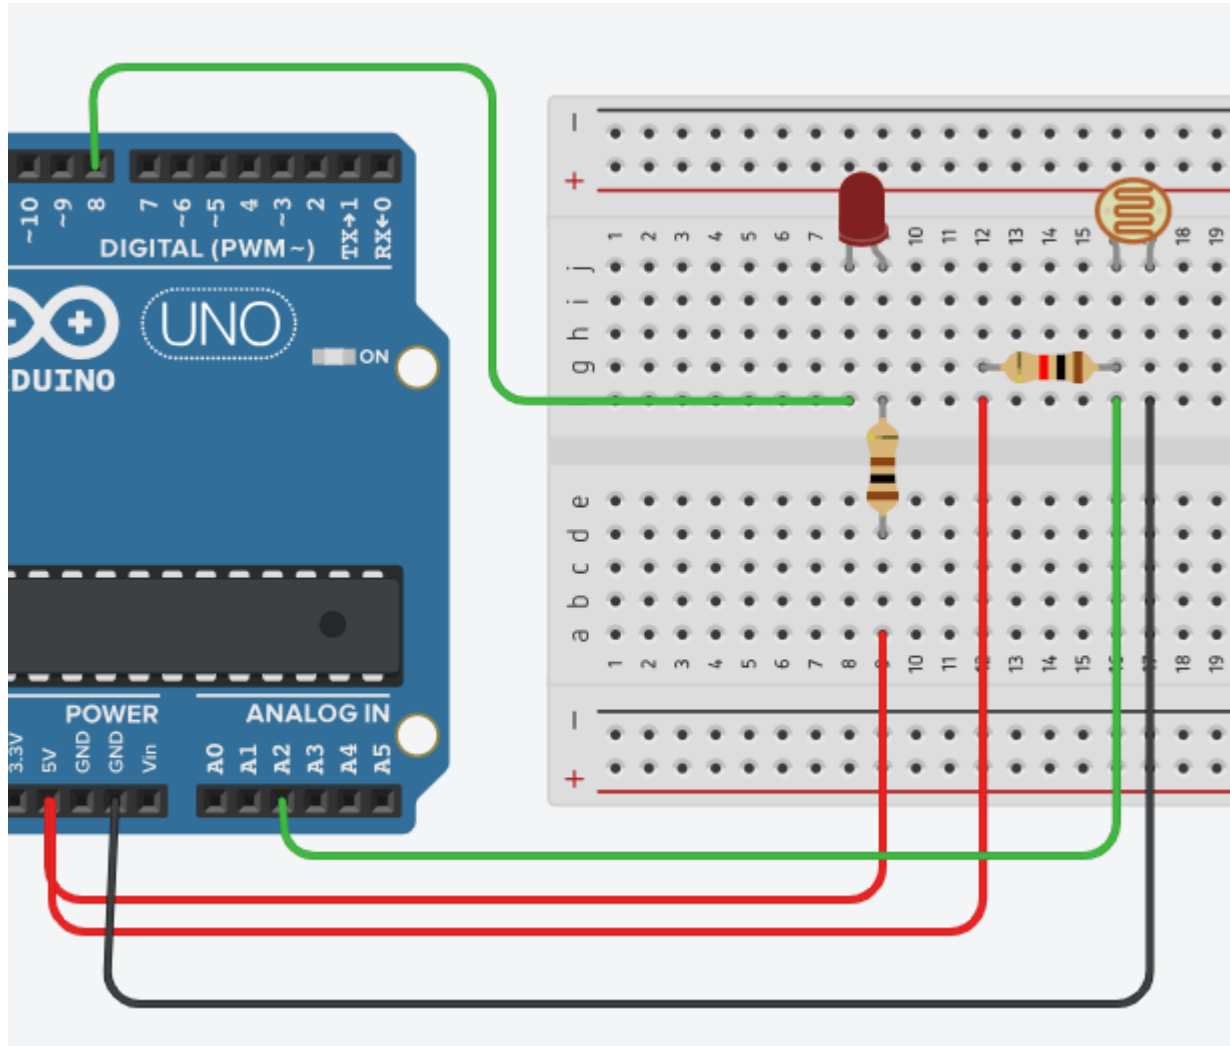 ~10 ~9 8 7 ~6 ~5 4 ~3 2 TX→1 RX←0
DIGITAL (PWM ~)
UNO
ON
DUINO
POWER
ANALOG IN
3.3V 5V GND GND Vin
A0 A1 A2 A3 A4 A5
−
+
1 2 3 4 5 6 7 10 11 12 13 14 15 18 19
j
i
h
g
e
d
c
b
a
1 2 3 4 5 6 7 8 9 10 11 12 13 14 15 16 17 18 19
−
+